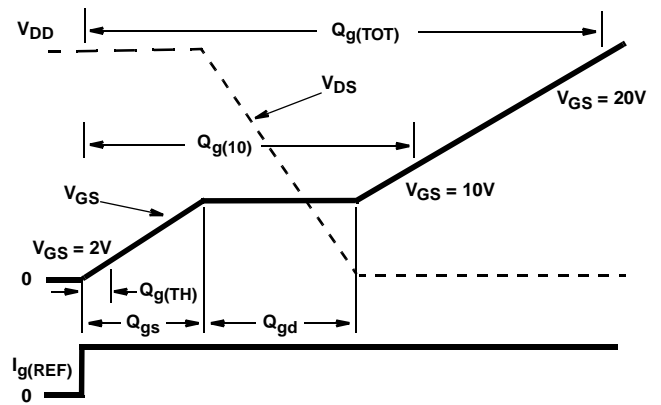 VDD
Qg(TOT)
VDS
VGS = 20V
Qg(10)
VGS
VGS = 10V
VGS = 2V
0
Qg(TH)
Qgs
Qgd
Ig(REF)
0